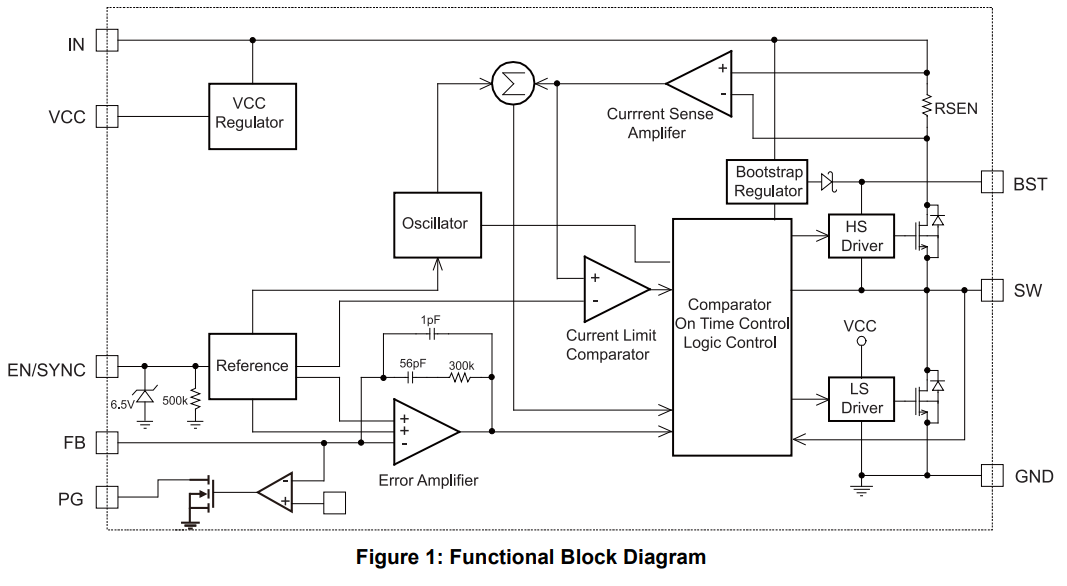 IN
VCC
VCC
Regulator
Σ
+
-
Currrent Sense
Amplifer
RSEN
Bootstrap
Regulator
BST
Oscillator
HS
Driver
+
-
Current Limit
Comparator
Comparator
On Time Control
Logic Control
SW
VCC
1pF
56pF
300k
EN/SYNC
Reference
6.5V
500k
LS
Driver
FB
+
+
-
Error Amplifier
PG
-
+
GND
Figure 1: Functional Block Diagram